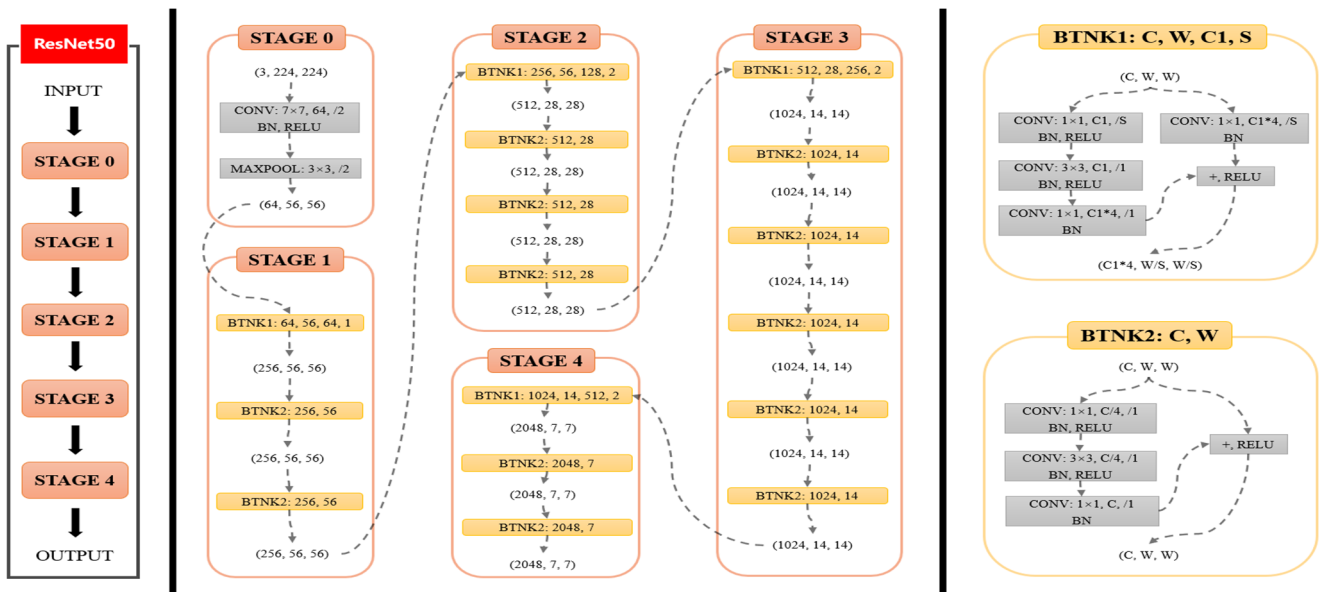 ResNet50
INPUT
STAGE 0
STAGE 1
STAGE 2
STAGE 3
STAGE 4
OUTPUT
STAGE 0
(3, 224, 224)
CONV: 7×7, 64, /2
BN, RELU
MAXPOOL: 3×3, /2
(64, 56, 56)
STAGE 1
BTNK1: 64, 56, 64, 1
(256, 56, 56)
BTNK2: 256, 56
(256, 56, 56)
BTNK2: 256, 56
(256, 56, 56)
STAGE 2
BTNK1: 256, 56, 128, 2
(512, 28, 28)
BTNK2: 512, 28
(512, 28, 28)
BTNK2: 512, 28
(512, 28, 28)
BTNK2: 512, 28
(512, 28, 28)
STAGE 3
BTNK1: 512, 28, 256, 2
(1024, 14, 14)
BTNK2: 1024, 14
(1024, 14, 14)
BTNK2: 1024, 14
(1024, 14, 14)
BTNK2: 1024, 14
(1024, 14, 14)
BTNK2: 1024, 14
(1024, 14, 14)
BTNK2: 1024, 14
(1024, 14, 14)
STAGE 4
BTNK1: 1024, 14, 512, 2
(2048, 7, 7)
BTNK2: 2048, 7
(2048, 7, 7)
BTNK2: 2048, 7
(2048, 7, 7)
BTNK1: C, W, C1, S
(C, W, W)
CONV: 1×1, C1, /S
BN, RELU
CONV: 3×3, C1, /1
BN, RELU
CONV: 1×1, C1*4, /1
BN
CONV: 1×1, C1*4, /S
BN
+, RELU
(C1*4, W/S, W/S)
BTNK2: C, W
(C, W, W)
CONV: 1×1, C/4, /1
BN, RELU
CONV: 3×3, C/4, /1
BN, RELU
CONV: 1×1, C, /1
BN
+, RELU
(C, W, W)